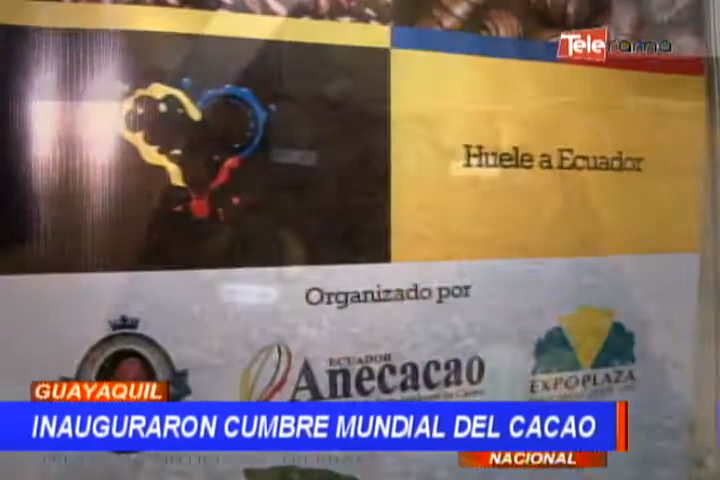 Telerama
Huele a Ecuador
Organizado por
ECUADOR
Anecacao
EXPOPLAZA
GUAYAQUIL
INAUGURARON CUMBRE MUNDIAL DEL CACAO
NACIONAL